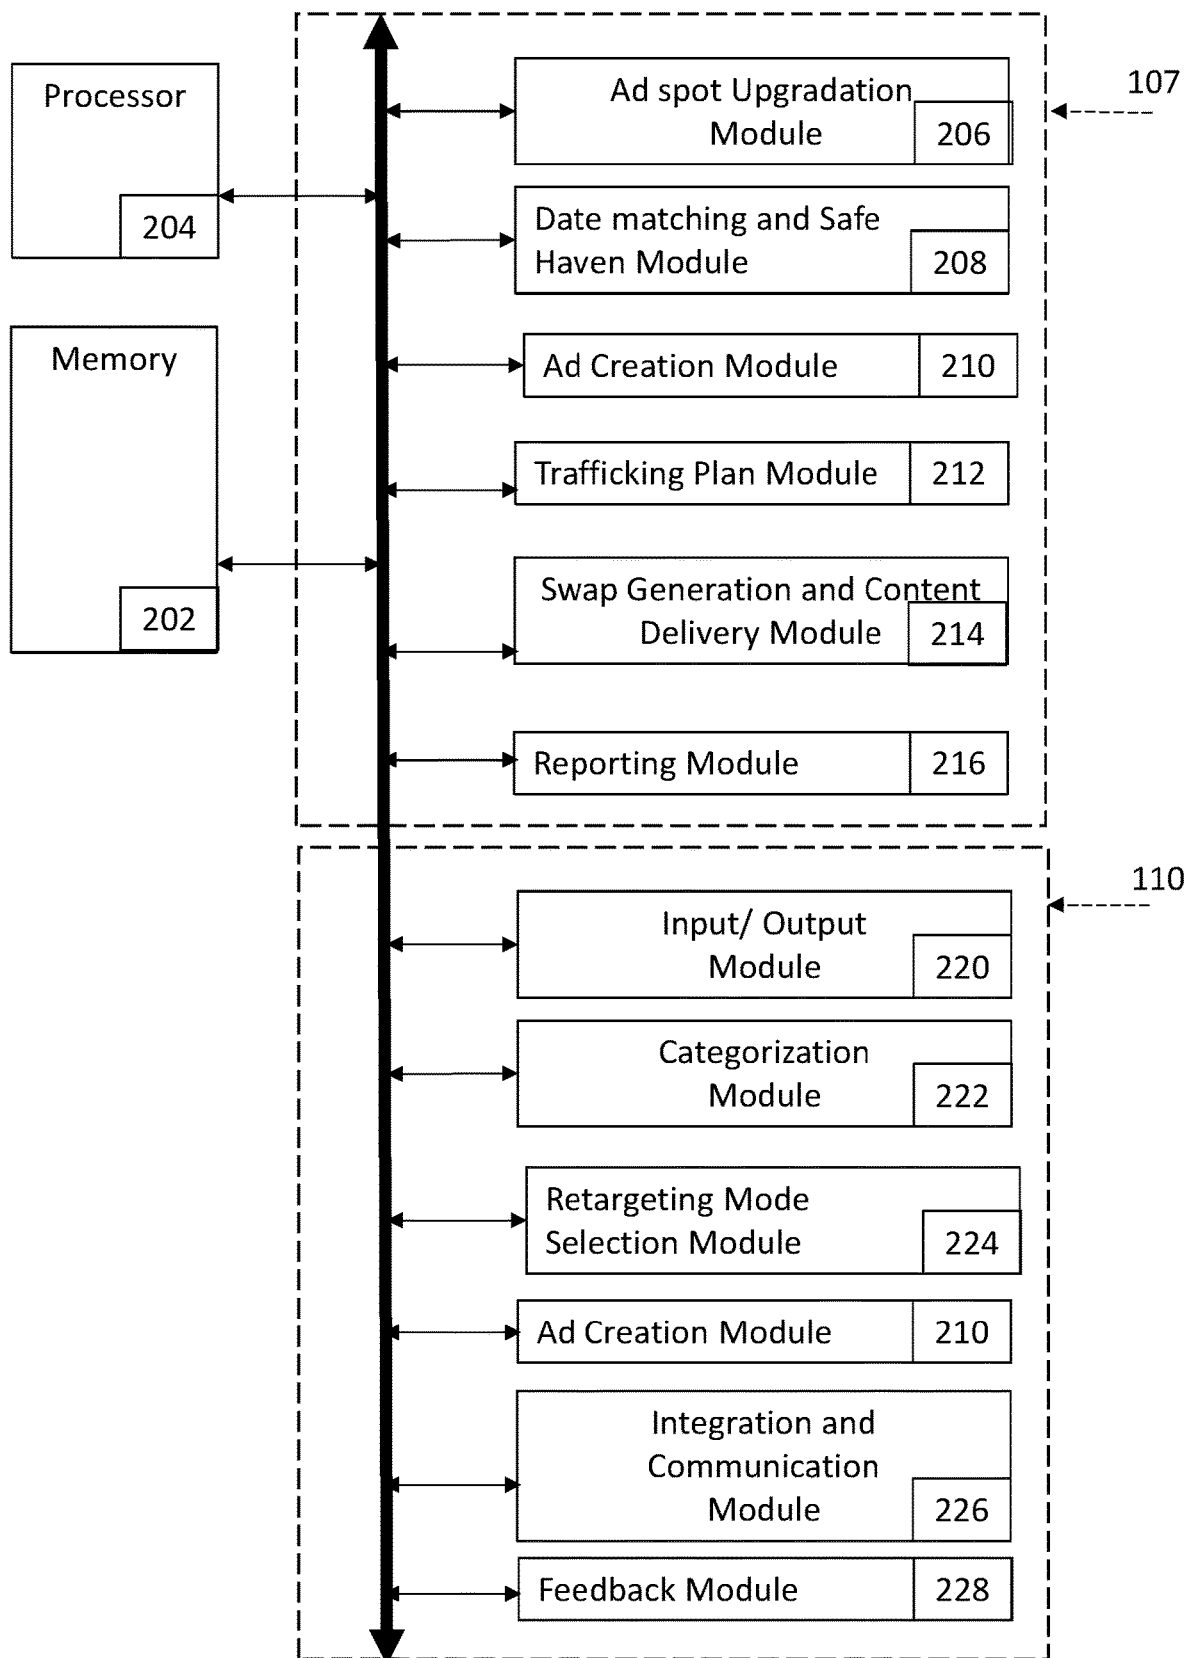 Processor
204
Memory
202
107
Ad spot Upgradation
Module
206
Date matching and Safe
Haven Module
208
Ad Creation Module
210
Trafficking Plan Module
212
Swap Generation and Content
Delivery Module
214
Reporting Module
216
110
Input/ Output
Module
220
Categorization
Module
222
Retargeting Mode
Selection Module
224
Ad Creation Module
210
Integration and
Communication
Module
226
Feedback Module
228